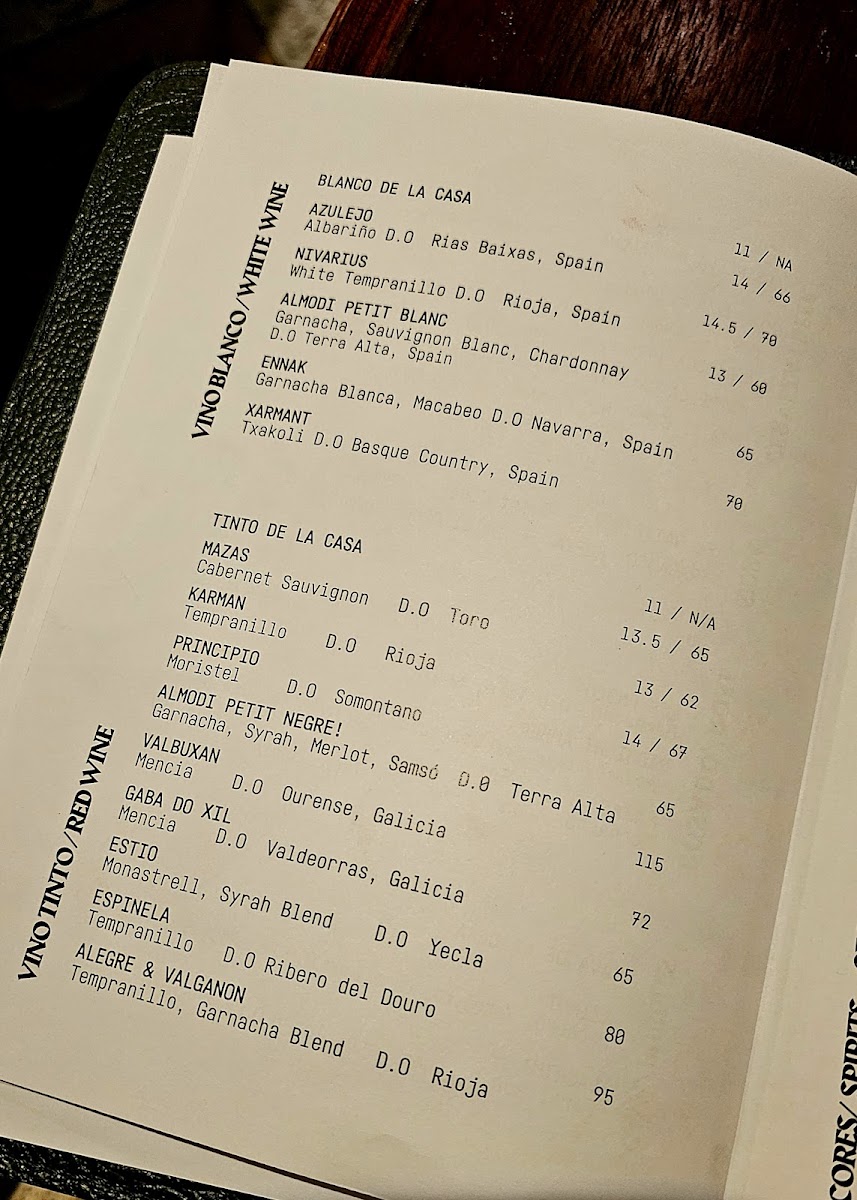 VINO BLANCO / WHITE WINE
BLANCO DE LA CASA 11 / NA
AZULEJO 14 / 66
Albariño D.O Rias Baixas, Spain
NIVARIUS 14.5 / 70
White Tempranillo D.O Rioja, Spain
ALMODI PETIT BLANC 13 / 60
Garnacha, Sauvignon Blanc, Chardonnay
D.O Terra Alta, Spain
ENNAK 65
Garnacha Blanca, Macabeo D.O Navarra, Spain
XARMANT 70
Txakoli D.O Basque Country, Spain
VINO TINTO / RED WINE
TINTO DE LA CASA 11 / N/A
MAZAS 13.5 / 65
Cabernet Sauvignon D.O Toro
KARMAN 13 / 62
Tempranillo D.O Rioja
PRINCIPIO 14 / 67
Moristel D.O Somontano
ALMODI PETIT NEGRE! 65
Garnacha, Syrah, Merlot, Samsó D.O Terra Alta
VALBUXAN 115
Mencia D.O Ourense, Galicia
GABA DO XIL 72
Mencia D.O Valdeorras, Galicia
ESTIO 65
Monastrell, Syrah Blend D.O Yecla
ESPINELA 80
Tempranillo D.O Ribero del Douro
ALEGRE & VALGANON 95
Tempranillo, Garnacha Blend D.O Rioja
CORES / SPIRITS